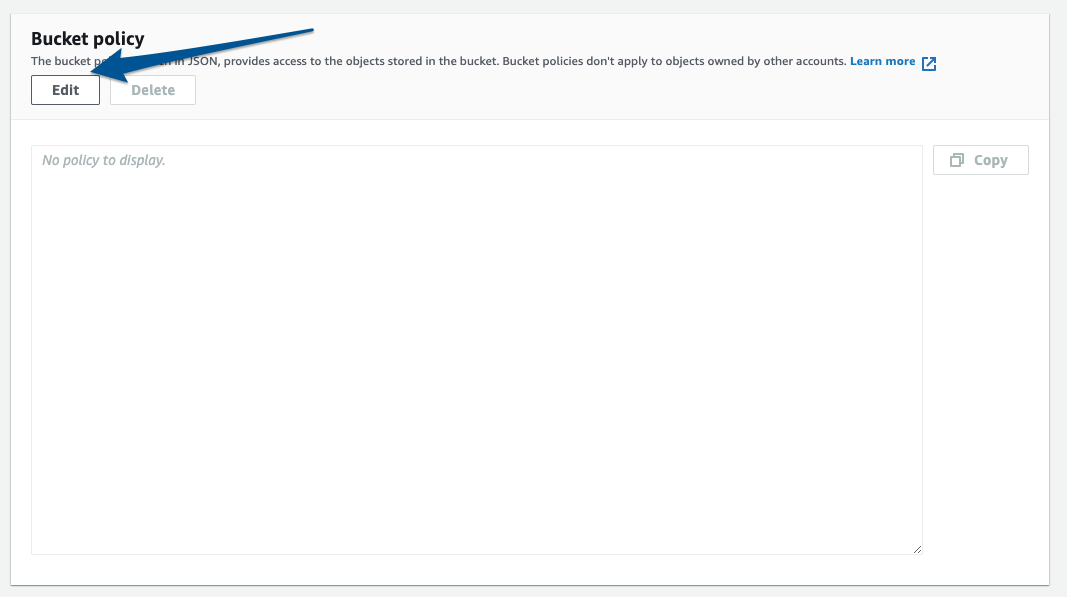 Bucket policy
The bucket in JSON, provides access to the objects stored in the bucket. Bucket policies don't apply to objects owned by other accounts. Learn more
Edit Delete
No policy to display.
Copy